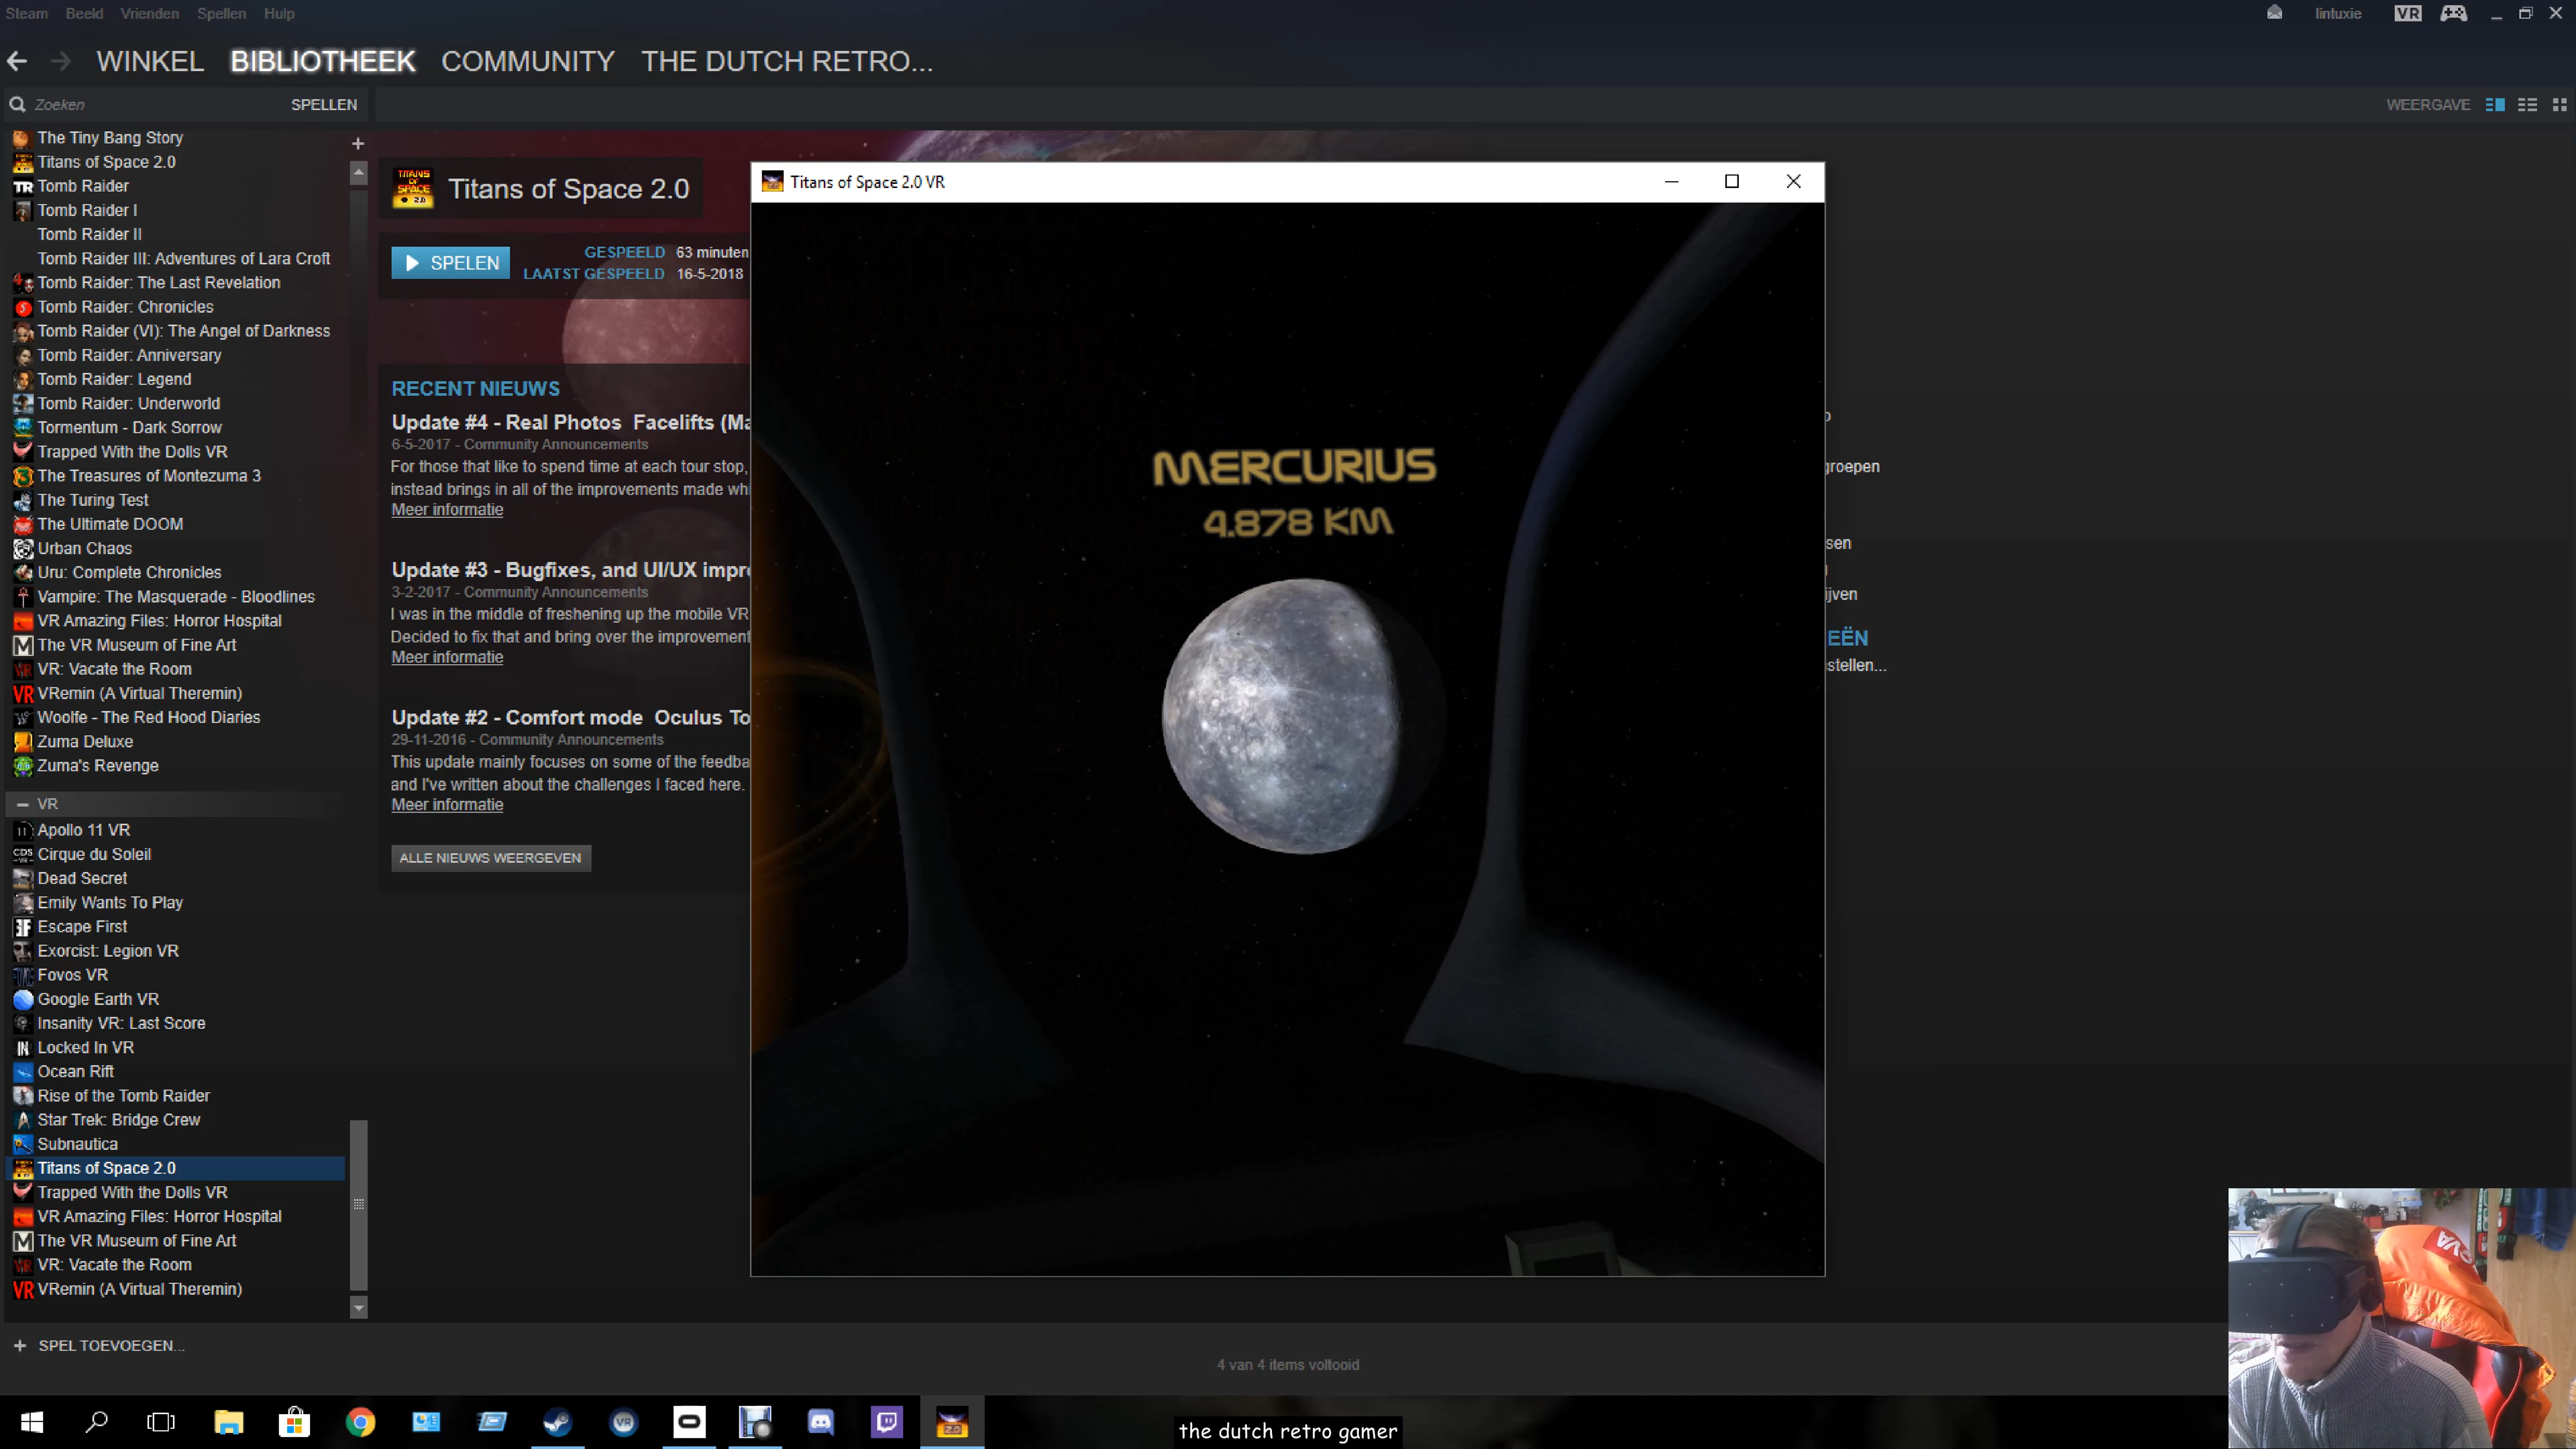 Steam Beeld Vrienden Spellen Hulp
lintuxie VR
WINKEL BIBLIOTHEEK COMMUNITY THE DUTCH RETRO...
Zoeken SPELLEN
WEERGAVE
The Tiny Bang Story
Titans of Space 2.0
Tomb Raider
Tomb Raider I
Tomb Raider II
Tomb Raider III: Adventures of Lara Croft
Tomb Raider: The Last Revelation
Tomb Raider: Chronicles
Tomb Raider (VI): The Angel of Darkness
Tomb Raider: Anniversary
Tomb Raider: Legend
Tomb Raider: Underworld
Tormentum - Dark Sorrow
Trapped With the Dolls VR
The Treasures of Montezuma 3
The Turing Test
The Ultimate DOOM
Urban Chaos
Uru: Complete Chronicles
Vampire: The Masquerade - Bloodlines
VR Amazing Files: Horror Hospital
The VR Museum of Fine Art
VR: Vacate the Room
VRemin (A Virtual Theremin)
Woolfe - The Red Hood Diaries
Zuma Deluxe
Zuma's Revenge
VR
Apollo 11 VR
Cirque du Soleil
Dead Secret
Emily Wants To Play
Escape First
Exorcist: Legion VR
Fovos VR
Google Earth VR
Insanity VR: Last Score
Locked In VR
Ocean Rift
Rise of the Tomb Raider
Star Trek: Bridge Crew
Subnautica
Titans of Space 2.0
Trapped With the Dolls VR
VR Amazing Files: Horror Hospital
The VR Museum of Fine Art
VR: Vacate the Room
VRemin (A Virtual Theremin)
SPEL TOEVOEGEN...
TITANS OF SPACE 2.0
Titans of Space 2.0
SPELEN
GESPEELD 63 minuten
LAATST GESPEELD 16-5-2018
RECENT NIEUWS
Update #4 - Real Photos Facelifts (Ma
6-5-2017 - Community Announcements
For those that like to spend time at each tour stop,
instead brings in all of the improvements made whi
Meer informatie
Update #3 - Bugfixes, and UI/UX impr
3-2-2017 - Community Announcements
I was in the middle of freshening up the mobile VR
Decided to fix that and bring over the improvement
Meer informatie
Update #2 - Comfort mode Oculus To
29-11-2016 - Community Announcements
This update mainly focuses on some of the feedba
and I've written about the challenges I faced here.
Meer informatie
ALLE NIEUWS WEERGEVEN
Titans of Space 2.0 VR
MERCURIUS
4.878 KM
groepen
sen
ijven
EËN
stellen...
4 van 4 items voltooid
the dutch retro gamer